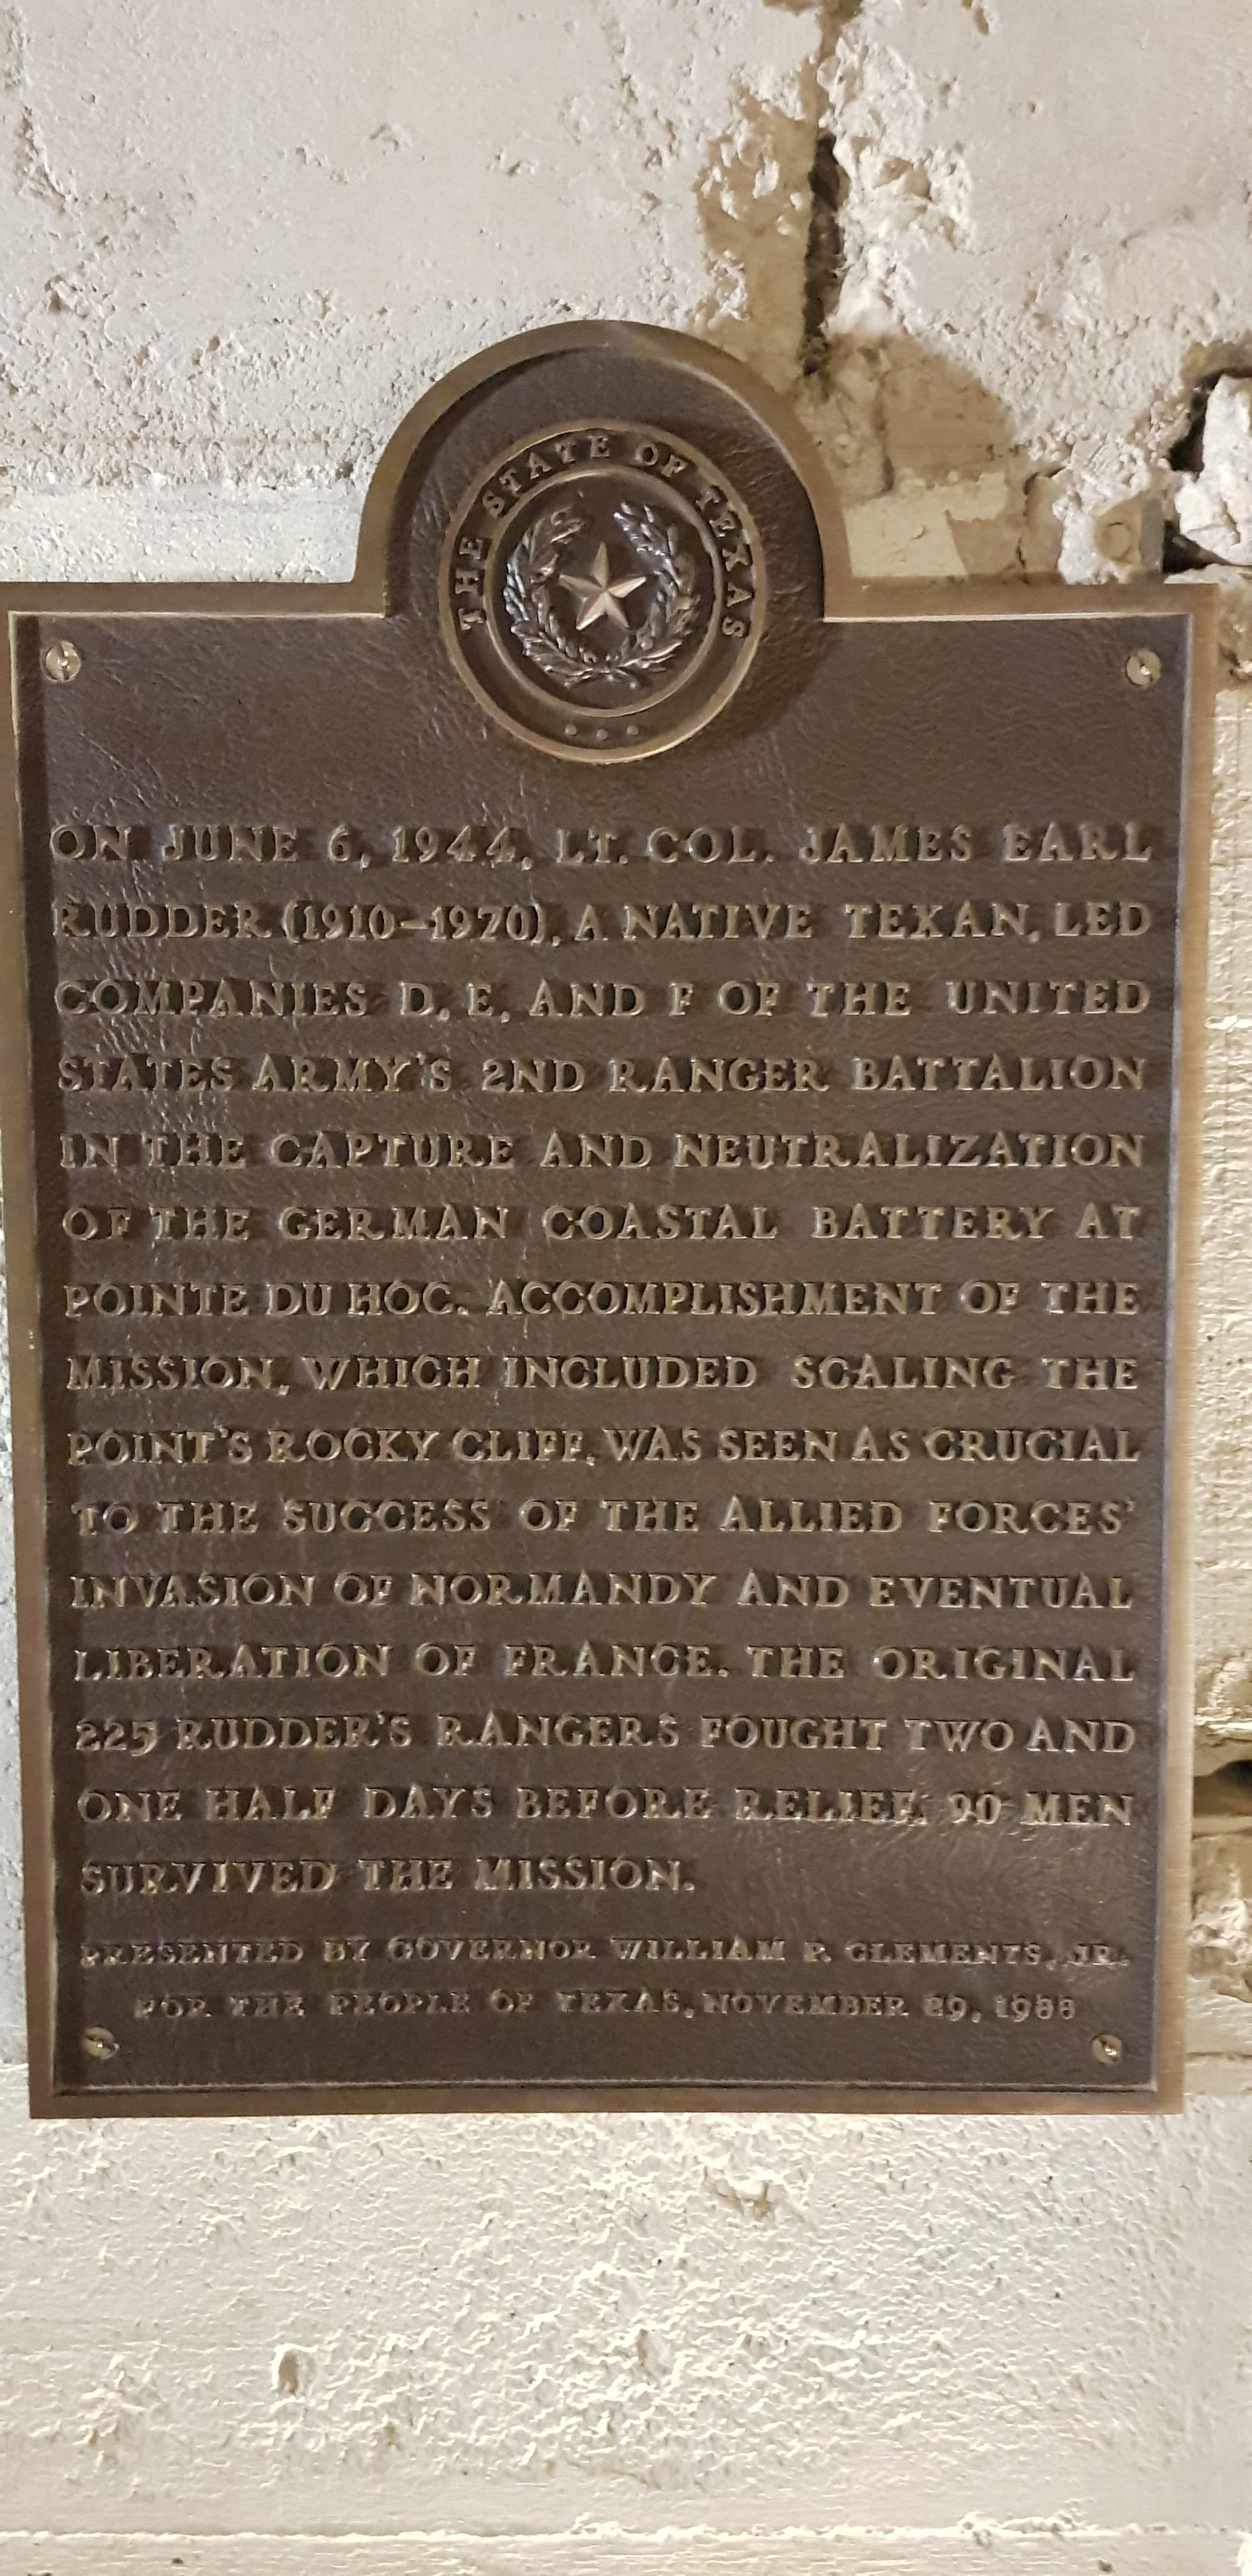 THE STATE OF TEXAS
ON JUNE 6, 1944, LT. COL. JAMES EARL
RUDDER (1910–1970), A NATIVE TEXAN, LED
COMPANIES D, E, AND F OF THE UNITED
STATES ARMY'S 2ND RANGER BATTALION
IN THE CAPTURE AND NEUTRALIZATION
OF THE GERMAN COASTAL BATTERY AT
POINTE DU HOC. ACCOMPLISHMENT OF THE
MISSION, WHICH INCLUDED SCALING THE
POINT'S ROCKY CLIFF, WAS SEEN AS CRUCIAL
TO THE SUCCESS OF THE ALLIED FORCES'
INVASION OF NORMANDY AND EVENTUAL
LIBERATION OF FRANCE. THE ORIGINAL
225 RUDDER'S RANGERS FOUGHT TWO AND
ONE HALF DAYS BEFORE RELIEF; 90 MEN
SURVIVED THE MISSION.
PRESENTED BY GOVERNOR WILLIAM P. CLEMENTS, JR.
FOR THE PEOPLE OF TEXAS, NOVEMBER 29, 1988